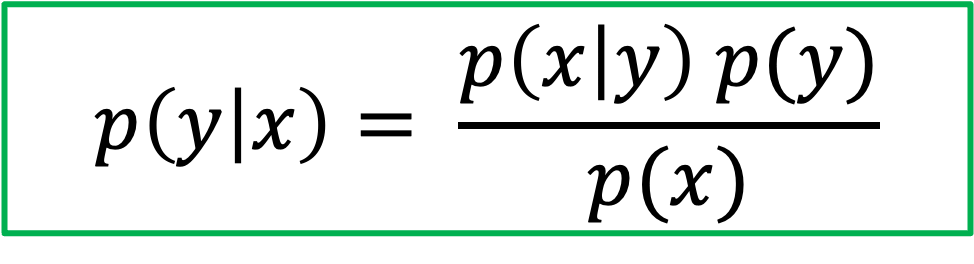 p(y|x) = p(x|y) p(y) / p(x)